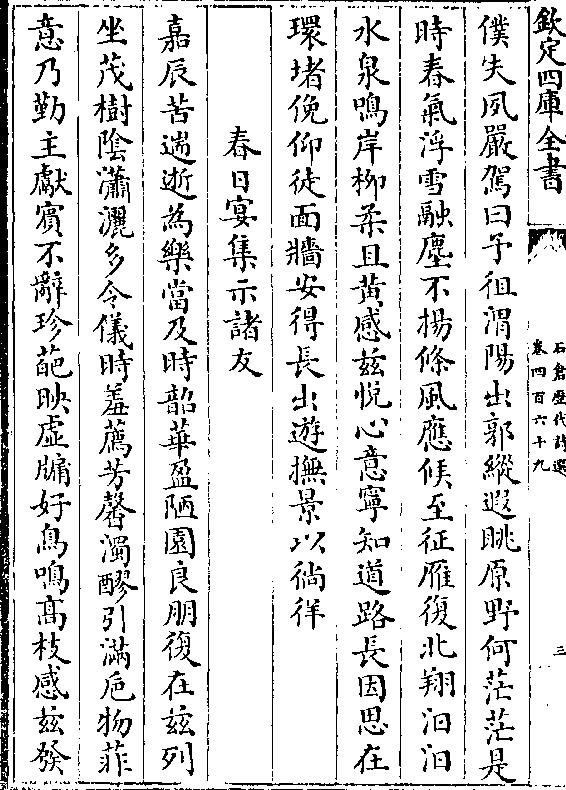 欽定四庫全書
石倉歷代詩選
卷四百六十九
三
僕夫夙嚴駕曰予徂渭陽出郭縱遐眺原野何茫茫是
時春氣浮雪融塵不揚條風應候至征雁復北翔汩汩
水泉鳴岸柳柔且黃感兹悅心意寧知道路長因思在
環堵俛仰徒面牆安得長出遊撫景以徜徉
春日宴集示諸友
嘉辰苦遄逝為樂當及時韶華盈陋園良朋復在兹列
坐茂樹陰瀟灑多令儀時羞薦芳馨濁醪引滿巵物菲
意乃勤主獻賓不辭珍葩映虛牖好鳥鳴高枝感兹發